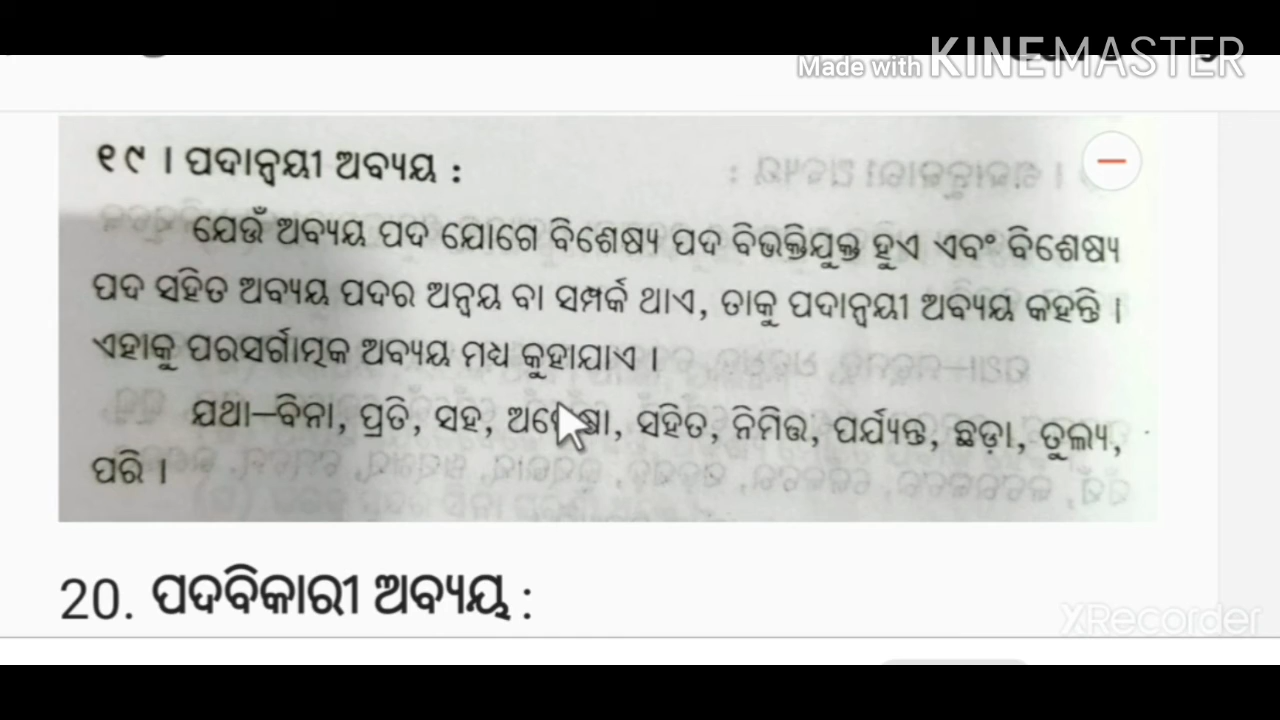 Made with KINEMASTER
୧୯ । ପଦାନ୍ୱୟୀ ଅବ୍ୟୟ :
ଯେଉଁ ଅବ୍ୟୟ ପଦ ଯୋଗେ ବିଶେଷ୍ୟ ପଦ ବିଭକ୍ତିଯୁକ୍ତ ହୁଏ ଏବଂ ବିଶେଷ୍ୟ
ପଦ ସହିତ ଅବ୍ୟୟ ପଦର ଅନ୍ୱୟ ବା ସମ୍ପର୍କ ଥାଏ, ତାକୁ ପଦାନ୍ୱୟୀ ଅବ୍ୟୟ କହନ୍ତି ।
ଏହାକୁ ପରସର୍ଗାତ୍ମକ ଅବ୍ୟୟ ମଧ୍ୟ କୁହାଯାଏ ।
ଯଥା–ବିନା, ପ୍ରତି, ସହ, ସହିତ, ନିମିତ୍ତ, ପର୍ଯ୍ୟନ୍ତ, ଛଡ଼ା, ତୁଲ୍ୟ,
ପରି ।
20. ପଦବିକାରୀ ଅବ୍ୟୟ :
XRecorder